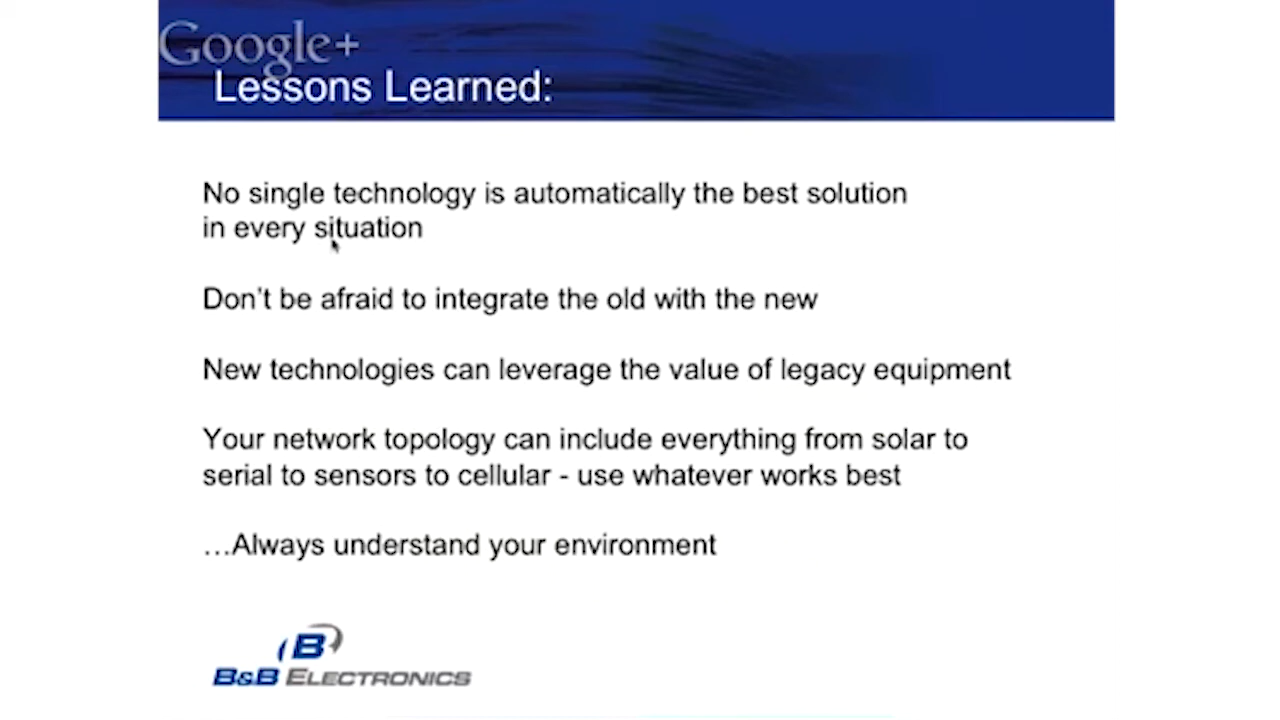 Google+
Lessons Learned:
No single technology is automatically the best solution
in every situation
Don't be afraid to integrate the old with the new
New technologies can leverage the value of legacy equipment
Your network topology can include everything from solar to
serial to sensors to cellular - use whatever works best
…Always understand your environment
B
B&B ELECTRONICS